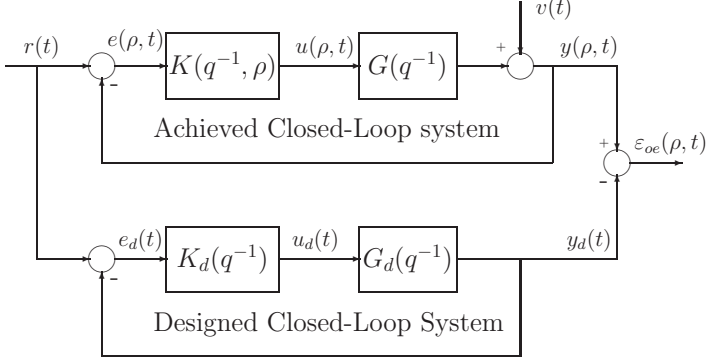 v(t)
r(t) e(ρ, t) u(ρ, t) y(ρ, t)
K(q⁻¹, ρ) G(q⁻¹) +
-
Achieved Closed-Loop system
+ ε_oe(ρ, t)
-
e_d(t) u_d(t) y_d(t)
K_d(q⁻¹) G_d(q⁻¹)
-
Designed Closed-Loop System